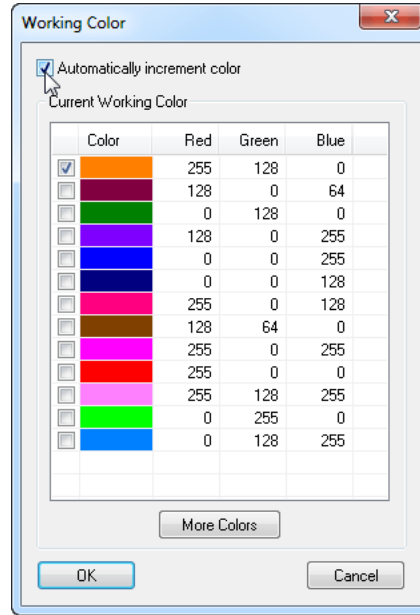 Working Color
Automatically increment color
Current Working Color
Color Red Green Blue
255 128 0
128 0 64
0 128 0
128 0 255
0 0 255
0 0 128
255 0 128
128 64 0
255 0 255
255 0 0
255 128 255
0 255 0
0 128 255
More Colors
OK Cancel